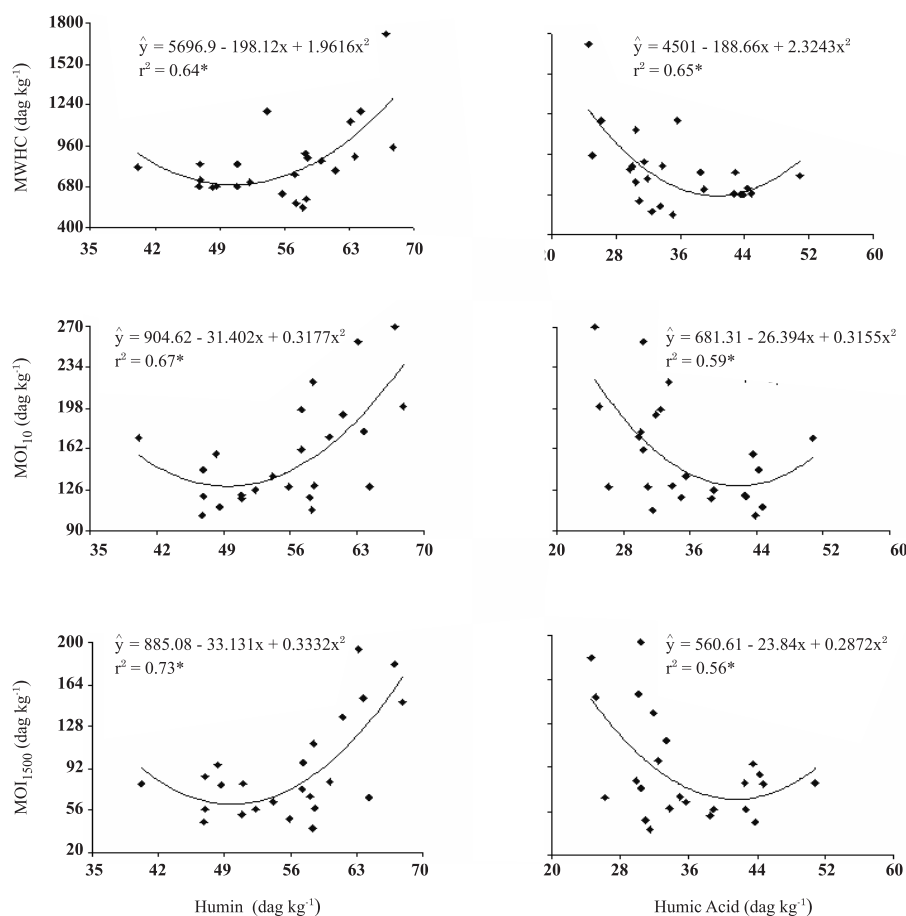 1800
ŷ = 5696.9 - 198.12x + 1.9616x²
r² = 0.64*
1520
1240
960
680
400
MWHC (dag kg⁻¹)
35 42 49 56 63 70
ŷ = 4501 - 188.66x + 2.3243x²
r² = 0.65*
20 28 36 44 52 60
270
ŷ = 904.62 - 31.402x + 0.3177x²
r² = 0.67*
234
198
162
126
90
MOI₁₀ (dag kg⁻¹)
35 42 49 56 63 70
ŷ = 681.31 - 26.394x + 0.3155x²
r² = 0.59*
20 28 36 44 52 60
200
ŷ = 885.08 - 33.131x + 0.3332x²
r² = 0.73*
164
128
92
56
20
MOI₁₅₀₀ (dag kg⁻¹)
35 42 49 56 63 70
Humin (dag kg⁻¹)
ŷ = 560.61 - 23.84x + 0.2872x²
r² = 0.56*
20 28 36 44 52 60
Humic Acid (dag kg⁻¹)